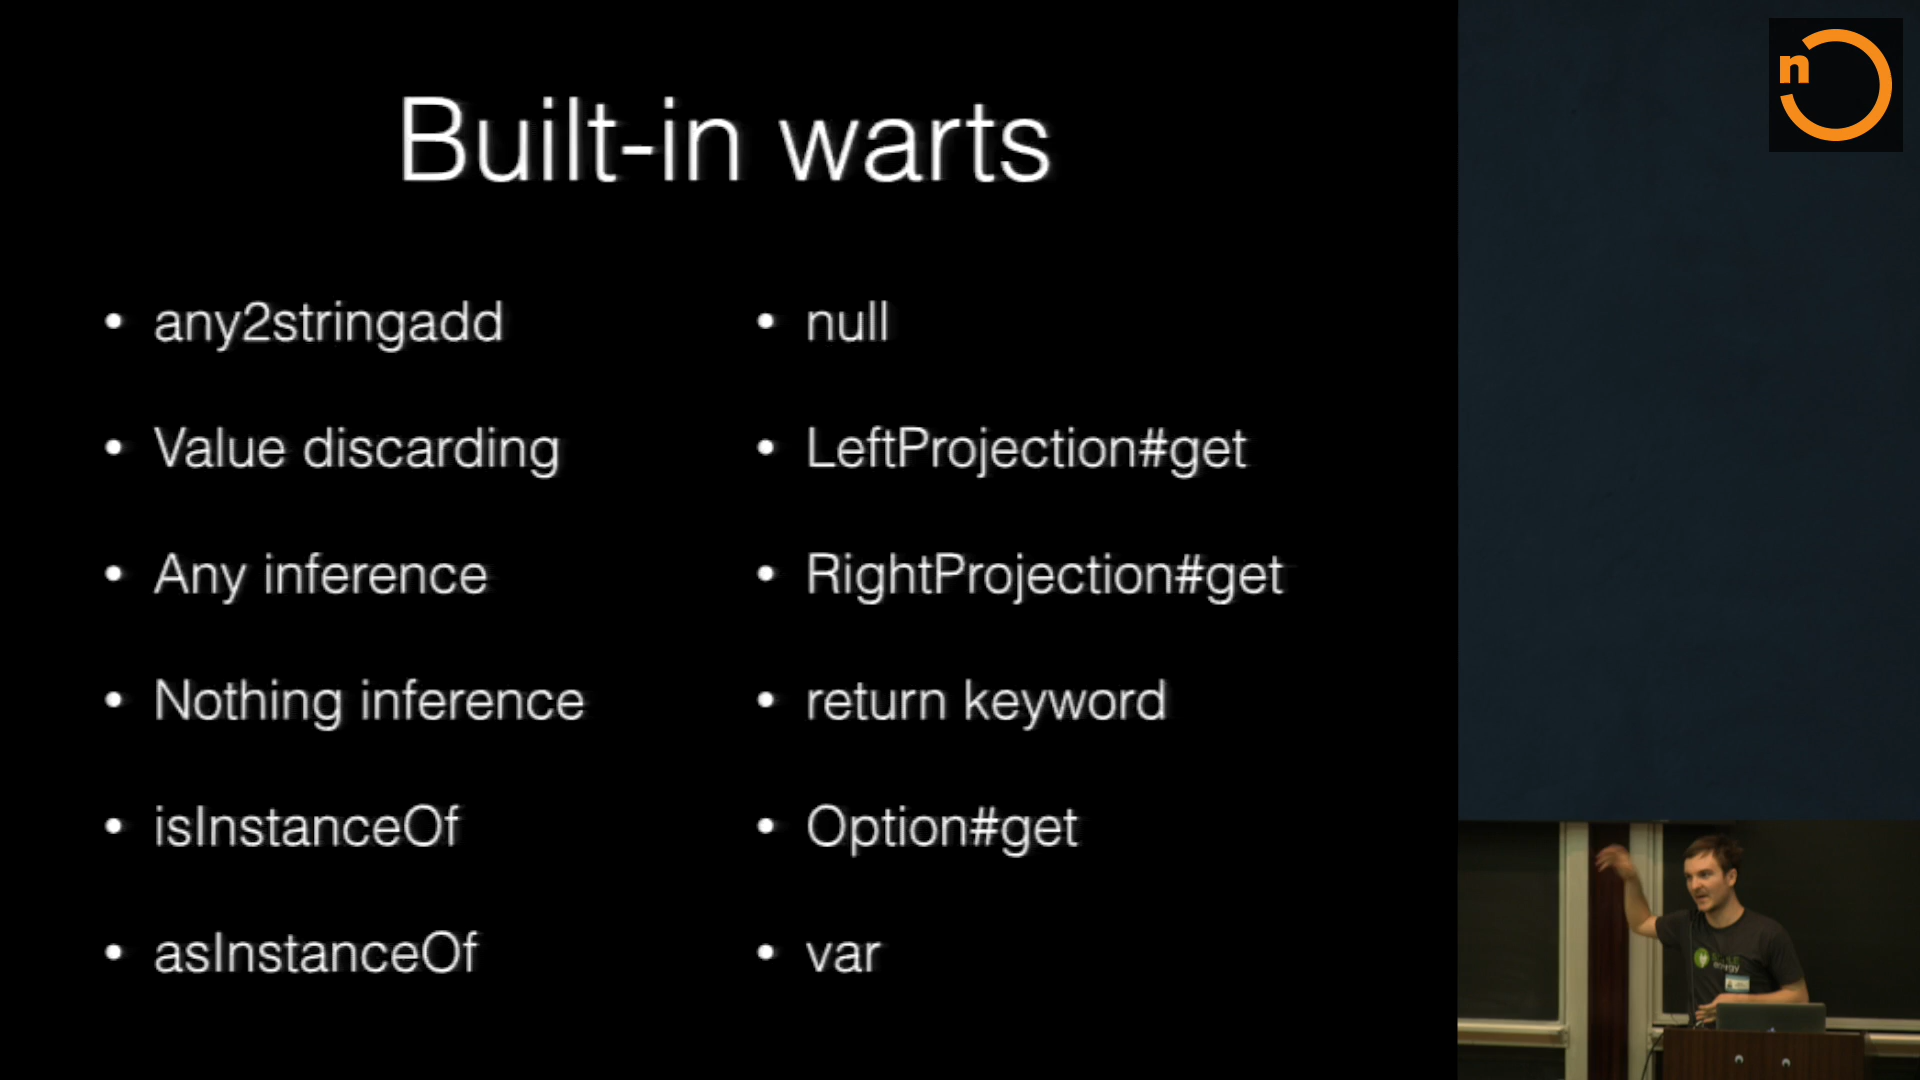 Built-in warts
• any2stringadd
• Value discarding
• Any inference
• Nothing inference
• isInstanceOf
• asInstanceOf
• null
• LeftProjection#get
• RightProjection#get
• return keyword
• Option#get
• var
n
energy